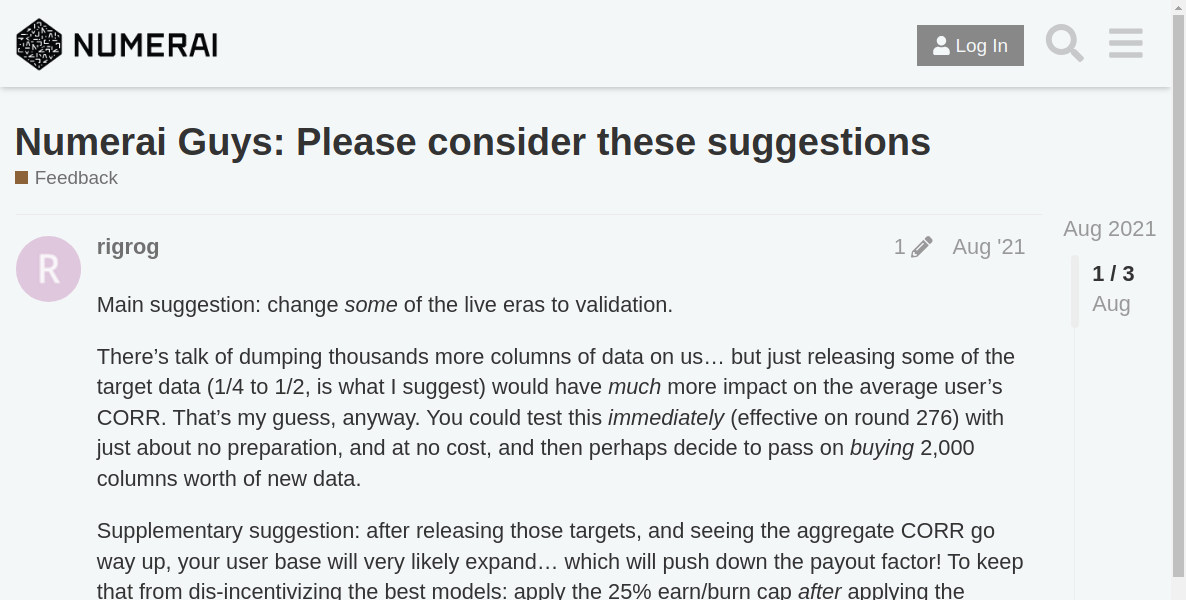 NUMERAI
Log In
Numerai Guys: Please consider these suggestions
Feedback
Aug 2021
1 / 3
Aug
R
rigrog
1
Aug '21
Main suggestion: change some of the live eras to validation.
There’s talk of dumping thousands more columns of data on us… but just releasing some of the
target data (1/4 to 1/2, is what I suggest) would have much more impact on the average user’s
CORR. That’s my guess, anyway. You could test this immediately (effective on round 276) with
just about no preparation, and at no cost, and then perhaps decide to pass on buying 2,000
columns worth of new data.
Supplementary suggestion: after releasing those targets, and seeing the aggregate CORR go
way up, your user base will very likely expand… which will push down the payout factor! To keep
that from dis-incentivizing the best models: apply the 25% earn/burn cap after applying the